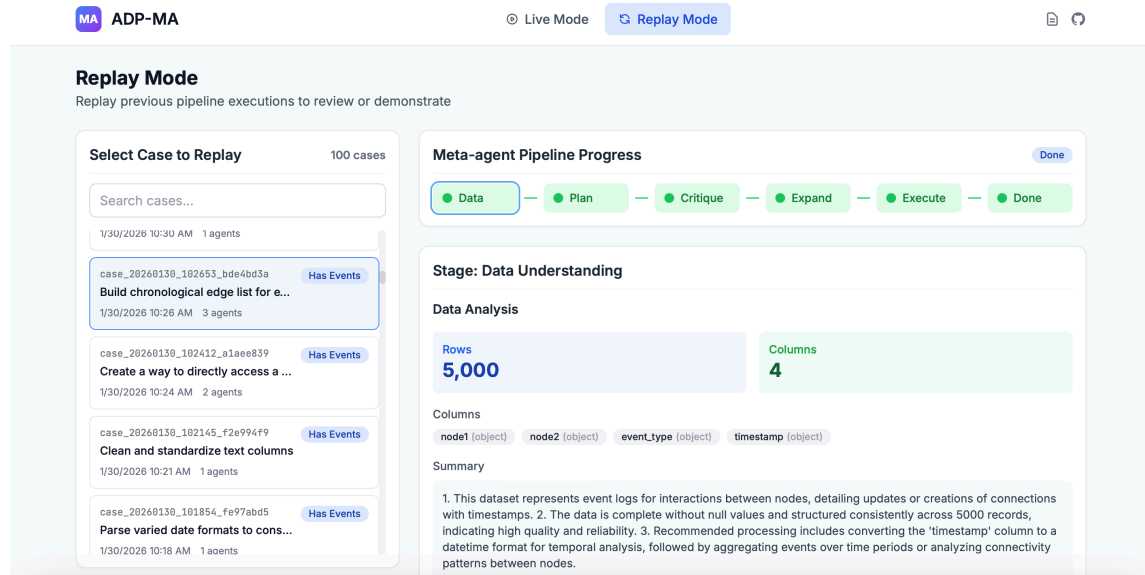 MA ADP-MA
Live Mode
Replay Mode
Replay Mode
Replay previous pipeline executions to review or demonstrate
Select Case to Replay
100 cases
Search cases...
1/30/2026 10:30 AM 1 agents
case_20260130_102653_bde4bd3a
Has Events
Build chronological edge list for e...
1/30/2026 10:26 AM 3 agents
case_20260130_102412_a1aee839
Has Events
Create a way to directly access a ...
1/30/2026 10:24 AM 2 agents
case_20260130_102145_f2e994f9
Has Events
Clean and standardize text columns
1/30/2026 10:21 AM 1 agents
case_20260130_101854_fe97abd5
Has Events
Parse varied date formats to cons...
1/30/2026 10:18 AM 1 agents
Meta-agent Pipeline Progress
Done
Data
Plan
Critique
Expand
Execute
Done
Stage: Data Understanding
Data Analysis
Rows
5,000
Columns
4
Columns
node1 (object)
node2 (object)
event_type (object)
timestamp (object)
Summary
1. This dataset represents event logs for interactions between nodes, detailing updates or creations of connections
with timestamps. 2. The data is complete without null values and structured consistently across 5000 records,
indicating high quality and reliability. 3. Recommended processing includes converting the 'timestamp' column to a
datetime format for temporal analysis, followed by aggregating events over time periods or analyzing connectivity
patterns between nodes.